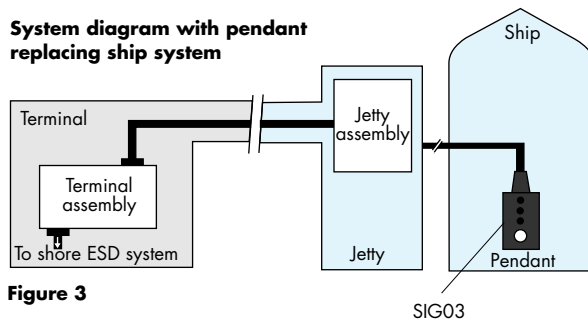 System diagram with pendant
replacing ship system
Ship
Terminal
Jetty
assembly
Terminal
assembly
To shore ESD system
Jetty
Pendant
Figure 3
SIG03